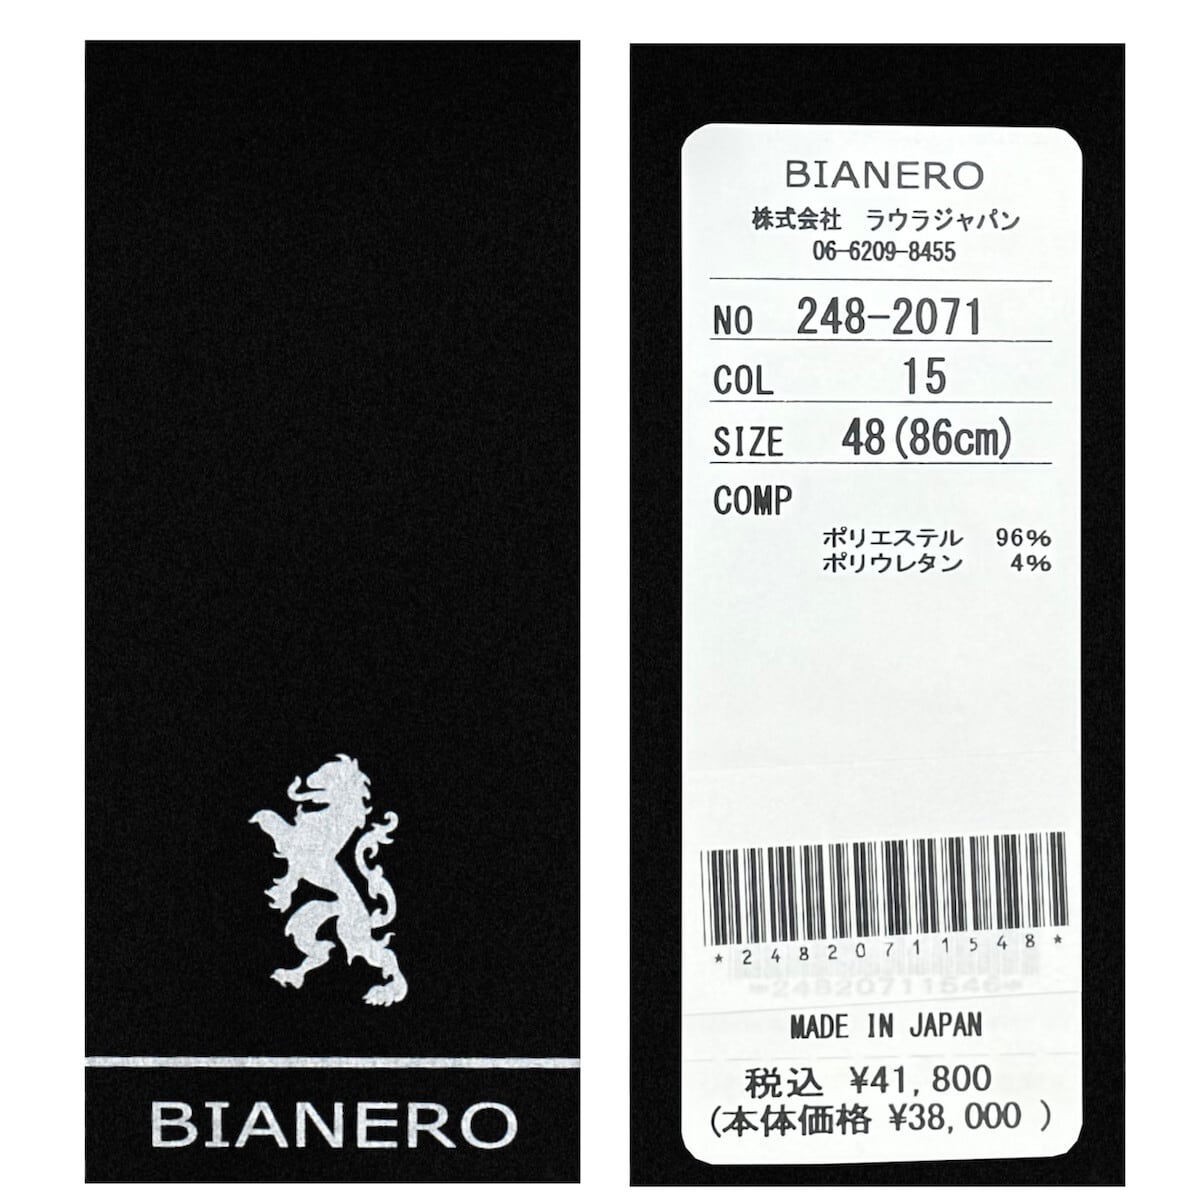 BIANERO
BIANERO
株式会社 ラウラジャパン
06-6209-8455
NO 248-2071
COL 15
SIZE 48(86cm)
COMP
ポリエステル 96%
ポリウレタン 4%
*24820711548*
*24820711546*
MADE IN JAPAN
税込 ¥41,800
(本体価格 ¥38,000 )